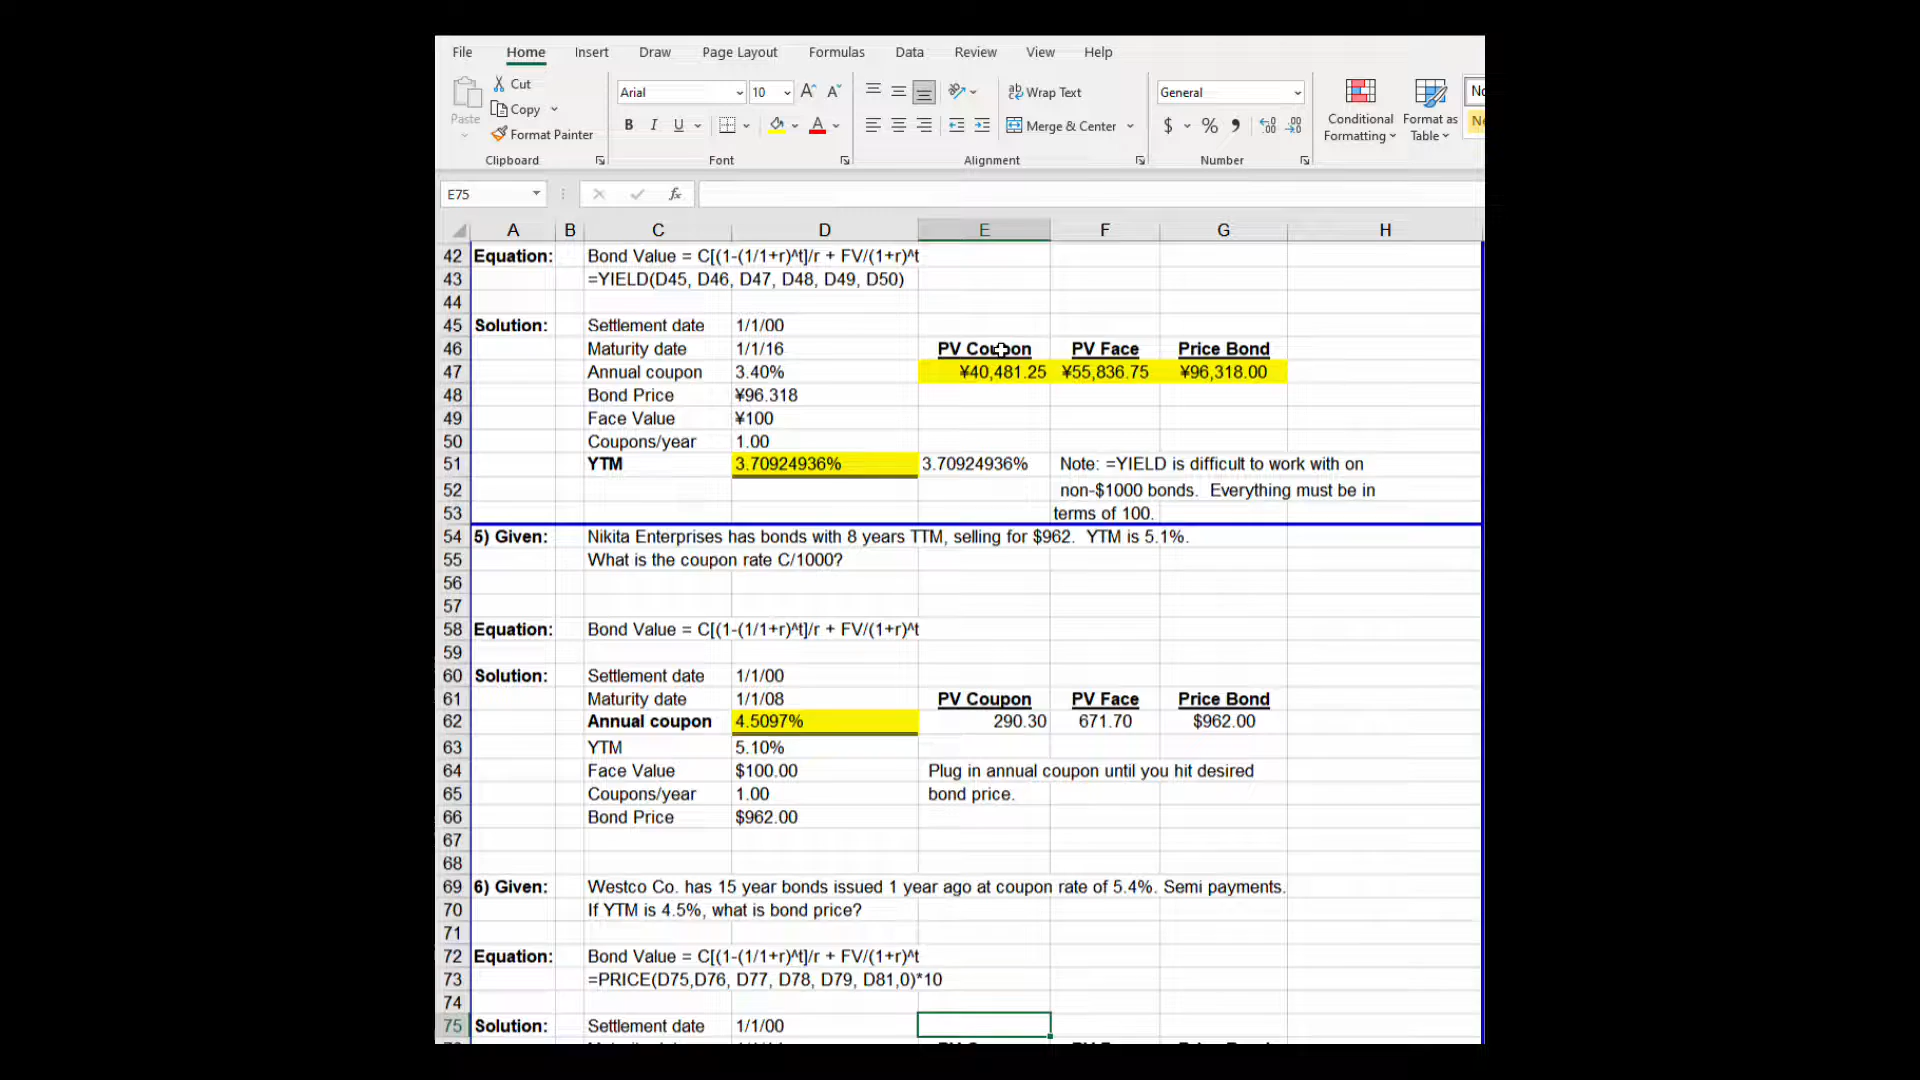 File Home Insert Draw Page Layout Formulas Data Review View Help
Paste Cut Copy Format Painter Clipboard
Arial 10 A A B I U A Font
ab Wrap Text Merge & Center Alignment
General $ % Number
Conditional Formatting Format as Table
E75 fx
A B C D E F G H
42 Equation: Bond Value = C[(1-(1/1+r)^t]/r + FV/(1+r)^t
43 =YIELD(D45, D46, D47, D48, D49, D50)
44
45 Solution: Settlement date 1/1/00
46 Maturity date 1/1/16 PV Coupon PV Face Price Bond
47 Annual coupon 3.40% ¥40,481.25 ¥55,836.75 ¥96,318.00
48 Bond Price ¥96.318
49 Face Value ¥100
50 Coupons/year 1.00
51 YTM 3.70924936% 3.70924936% Note: =YIELD is difficult to work with on
52 non-$1000 bonds. Everything must be in
53 terms of 100.
54 5) Given: Nikita Enterprises has bonds with 8 years TTM, selling for $962. YTM is 5.1%.
55 What is the coupon rate C/1000?
56
57
58 Equation: Bond Value = C[(1-(1/1+r)^t]/r + FV/(1+r)^t
59
60 Solution: Settlement date 1/1/00
61 Maturity date 1/1/08 PV Coupon PV Face Price Bond
62 Annual coupon 4.5097% 290.30 671.70 $962.00
63 YTM 5.10%
64 Face Value $100.00 Plug in annual coupon until you hit desired
65 Coupons/year 1.00 bond price.
66 Bond Price $962.00
67
68
69 6) Given: Westco Co. has 15 year bonds issued 1 year ago at coupon rate of 5.4%. Semi payments.
70 If YTM is 4.5%, what is bond price?
71
72 Equation: Bond Value = C[(1-(1/1+r)^t]/r + FV/(1+r)^t
73 =PRICE(D75,D76, D77, D78, D79, D81,0)*10
74
75 Solution: Settlement date 1/1/00